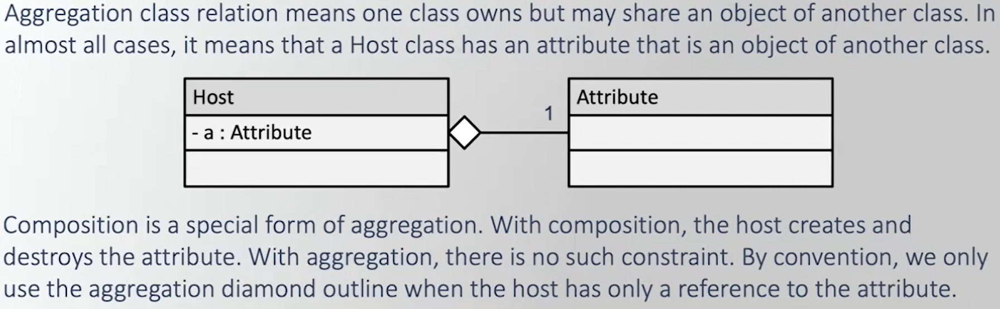 Aggregation class relation means one class owns but may share an object of another class. In
almost all cases, it means that a Host class has an attribute that is an object of another class.
Host
- a : Attribute
1
Attribute
Composition is a special form of aggregation. With composition, the host creates and
destroys the attribute. With aggregation, there is no such constraint. By convention, we only
use the aggregation diamond outline when the host has only a reference to the attribute.